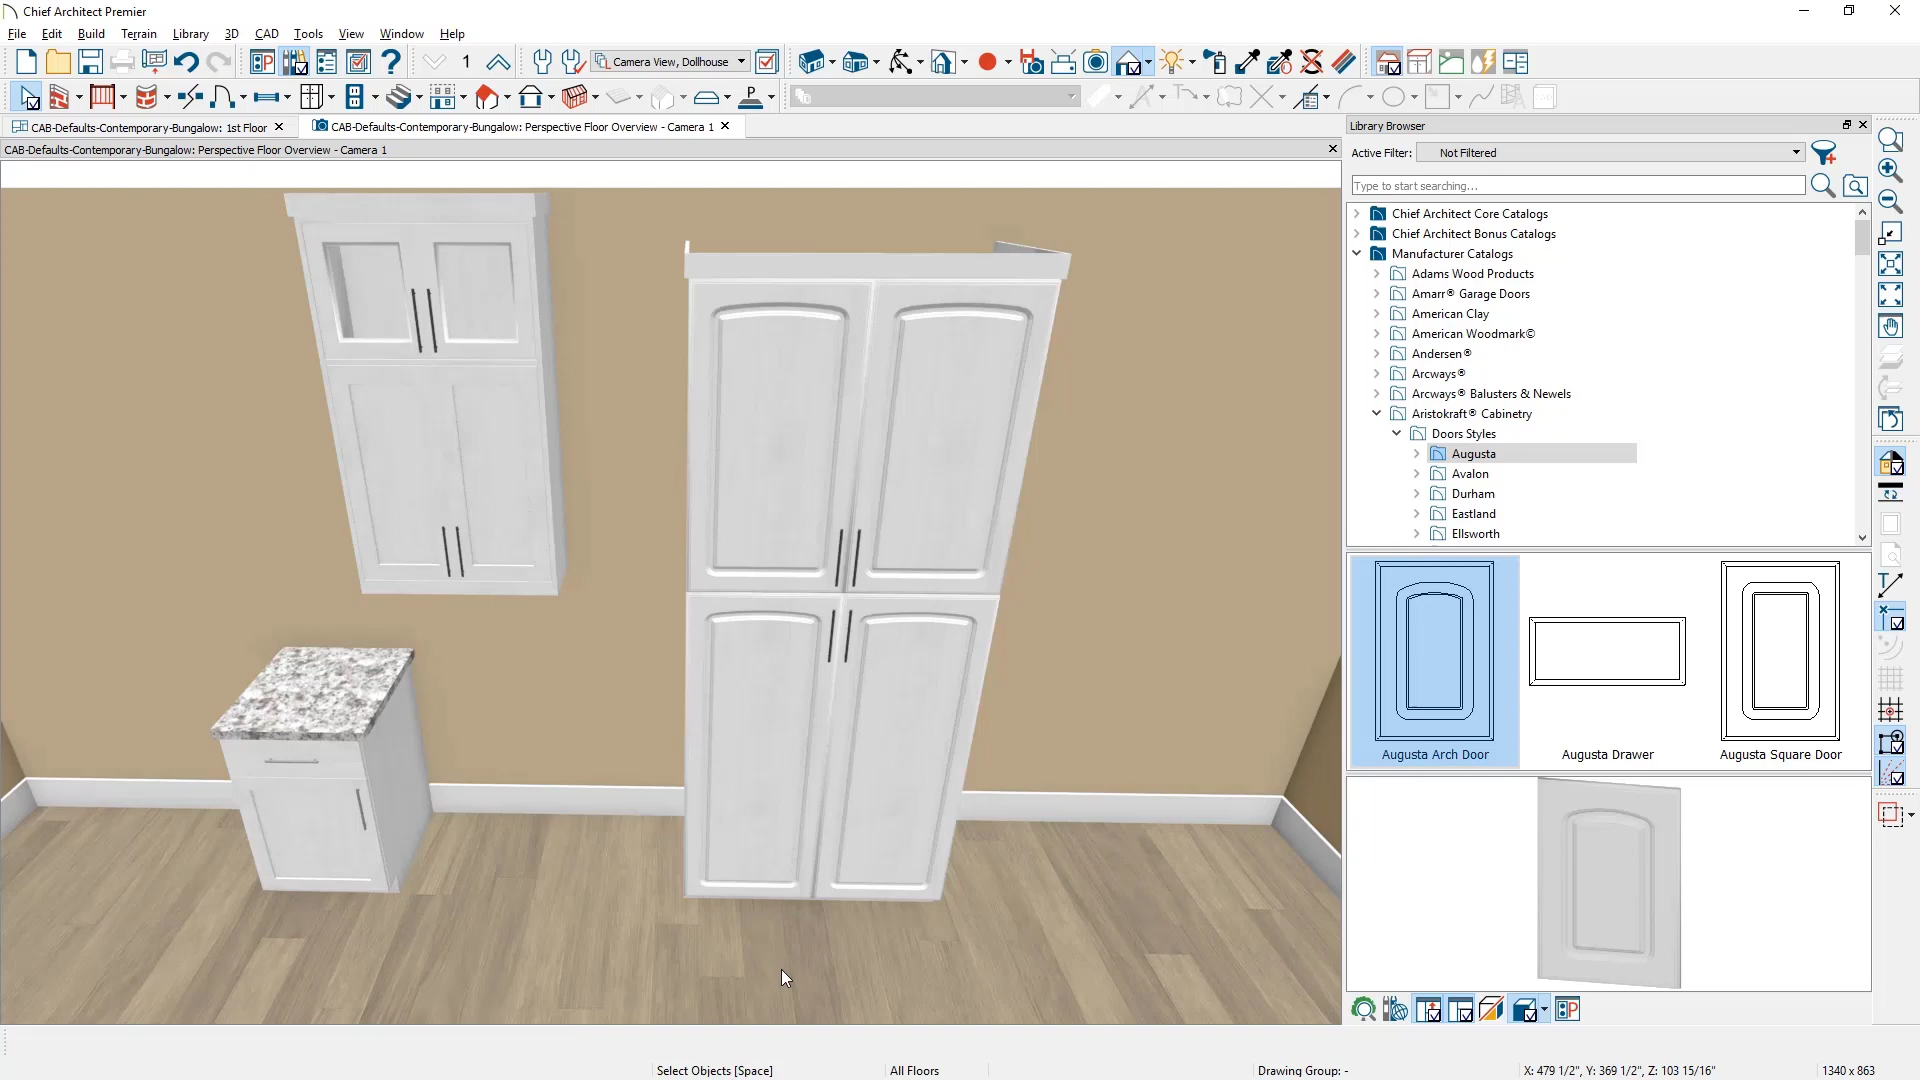 Chief Architect Premier
File Edit Build Terrain Library 3D CAD Tools View Window Help
1 Camera View, Dollhouse
CAB-Defaults-Contemporary-Bungalow: 1st Floor CAB-Defaults-Contemporary-Bungalow: Perspective Floor Overview - Camera 1
CAB-Defaults-Contemporary-Bungalow: Perspective Floor Overview - Camera 1
Library Browser
Active Filter: Not Filtered
Type to start searching...
Chief Architect Core Catalogs
Chief Architect Bonus Catalogs
Manufacturer Catalogs
Adams Wood Products
Amarr® Garage Doors
American Clay
American Woodmark©
Andersen®
Arcways®
Arcways® Balusters & Newels
Aristokraft® Cabinetry
Doors Styles
Augusta
Avalon
Durham
Eastland
Ellsworth
Augusta Arch Door Augusta Drawer Augusta Square Door
Select Objects [Space] All Floors Drawing Group: - X: 479 1/2", Y: 369 1/2", Z: 103 15/16" 1340 x 863